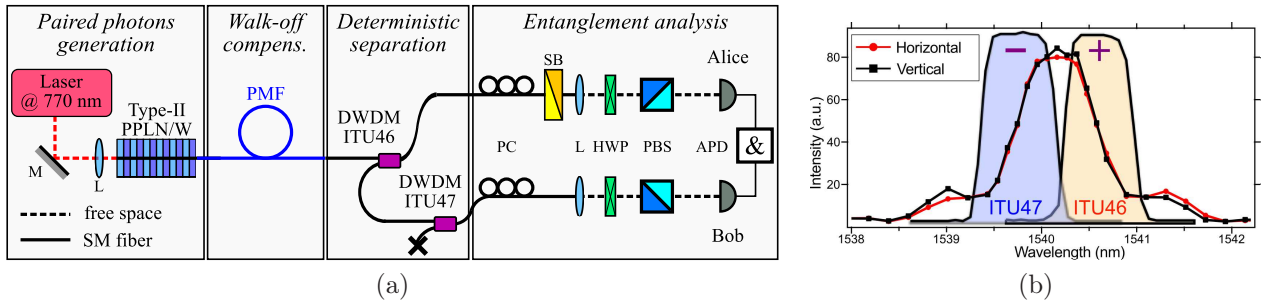 Paired photons
generation
Walk-off
compens.
Deterministic
separation
Entanglement analysis
Laser
@ 770 nm
M
L
Type-II
PPLN/W
free space
SM fiber
PMF
DWDM
ITU46
DWDM
ITU47
SB
Alice
PC
L
HWP
PBS
APD
&
Bob
(a)
b)
Horizontal
Vertical
−
+
Intensity (a.u.)
80
60
40
20
ITU47
ITU46
1538
1539
1540
1541
1542
Wavelength (nm)
(b)